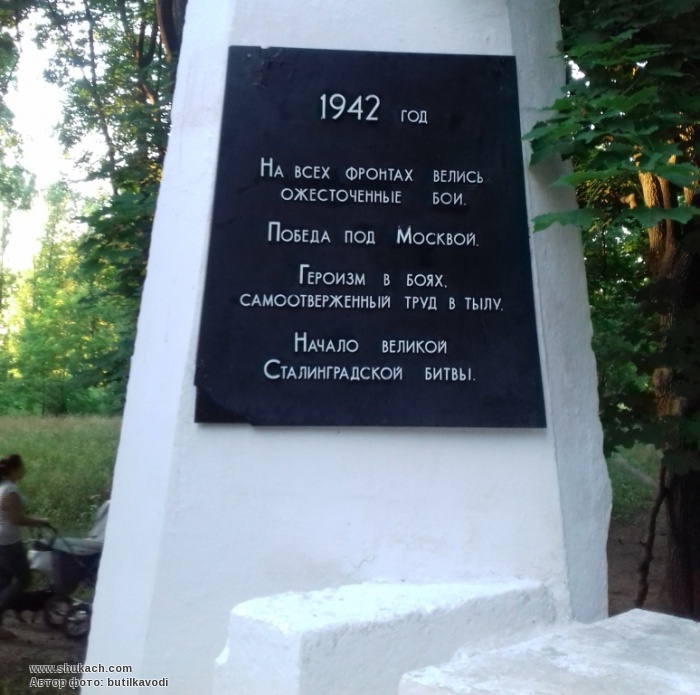 1942 год
На всех фронтах велись
ожесточенные бои.
Победа под Москвой.
Героизм в боях,
самоотверженный труд в тылу.
Начало великой
Сталинградской битвы.
www.shukach.com
Автор фото: butilkavodi